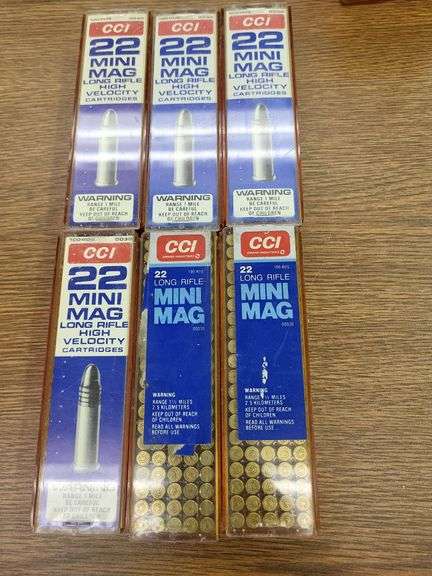 CCI
22
MINI
MAG
LONG RIFLE
HIGH
VELOCITY
CARTRIDGES
WARNING
RANGE 1 MILE
BE CAREFUL
KEEP OUT OF REACH
OF CHILDREN
CCI
22
MINI
MAG
LONG RIFLE
HIGH
VELOCITY
CARTRIDGES
WARNING
RANGE 1 MILE
BE CAREFUL
KEEP OUT OF REACH
OF CHILDREN
CCI
22
MINI
MAG
LONG RIFLE
HIGH
VELOCITY
CARTRIDGES
WARNING
RANGE 1 MILE
BE CAREFUL
KEEP OUT OF REACH
OF CHILDREN
22
MINI
MAG
LONG RIFLE
HIGH
VELOCITY
CARTRIDGES
WARNING
RANGE 1 MILE
BE CAREFUL
KEEP OUT OF REACH
OF CHILDREN
CCI
22
LONG RIFLE
MINI
MAG
WARNING
RANGE 1½ MILES
2.5 KILOMETERS
KEEP OUT OF REACH
OF CHILDREN
READ ALL WARNINGS
BEFORE USE.
CCI
22
LONG RIFLE
MINI
MAG
WARNING
RANGE 1½ MILES
2.5 KILOMETERS
KEEP OUT OF REACH
OF CHILDREN
READ ALL WARNINGS
BEFORE USE.